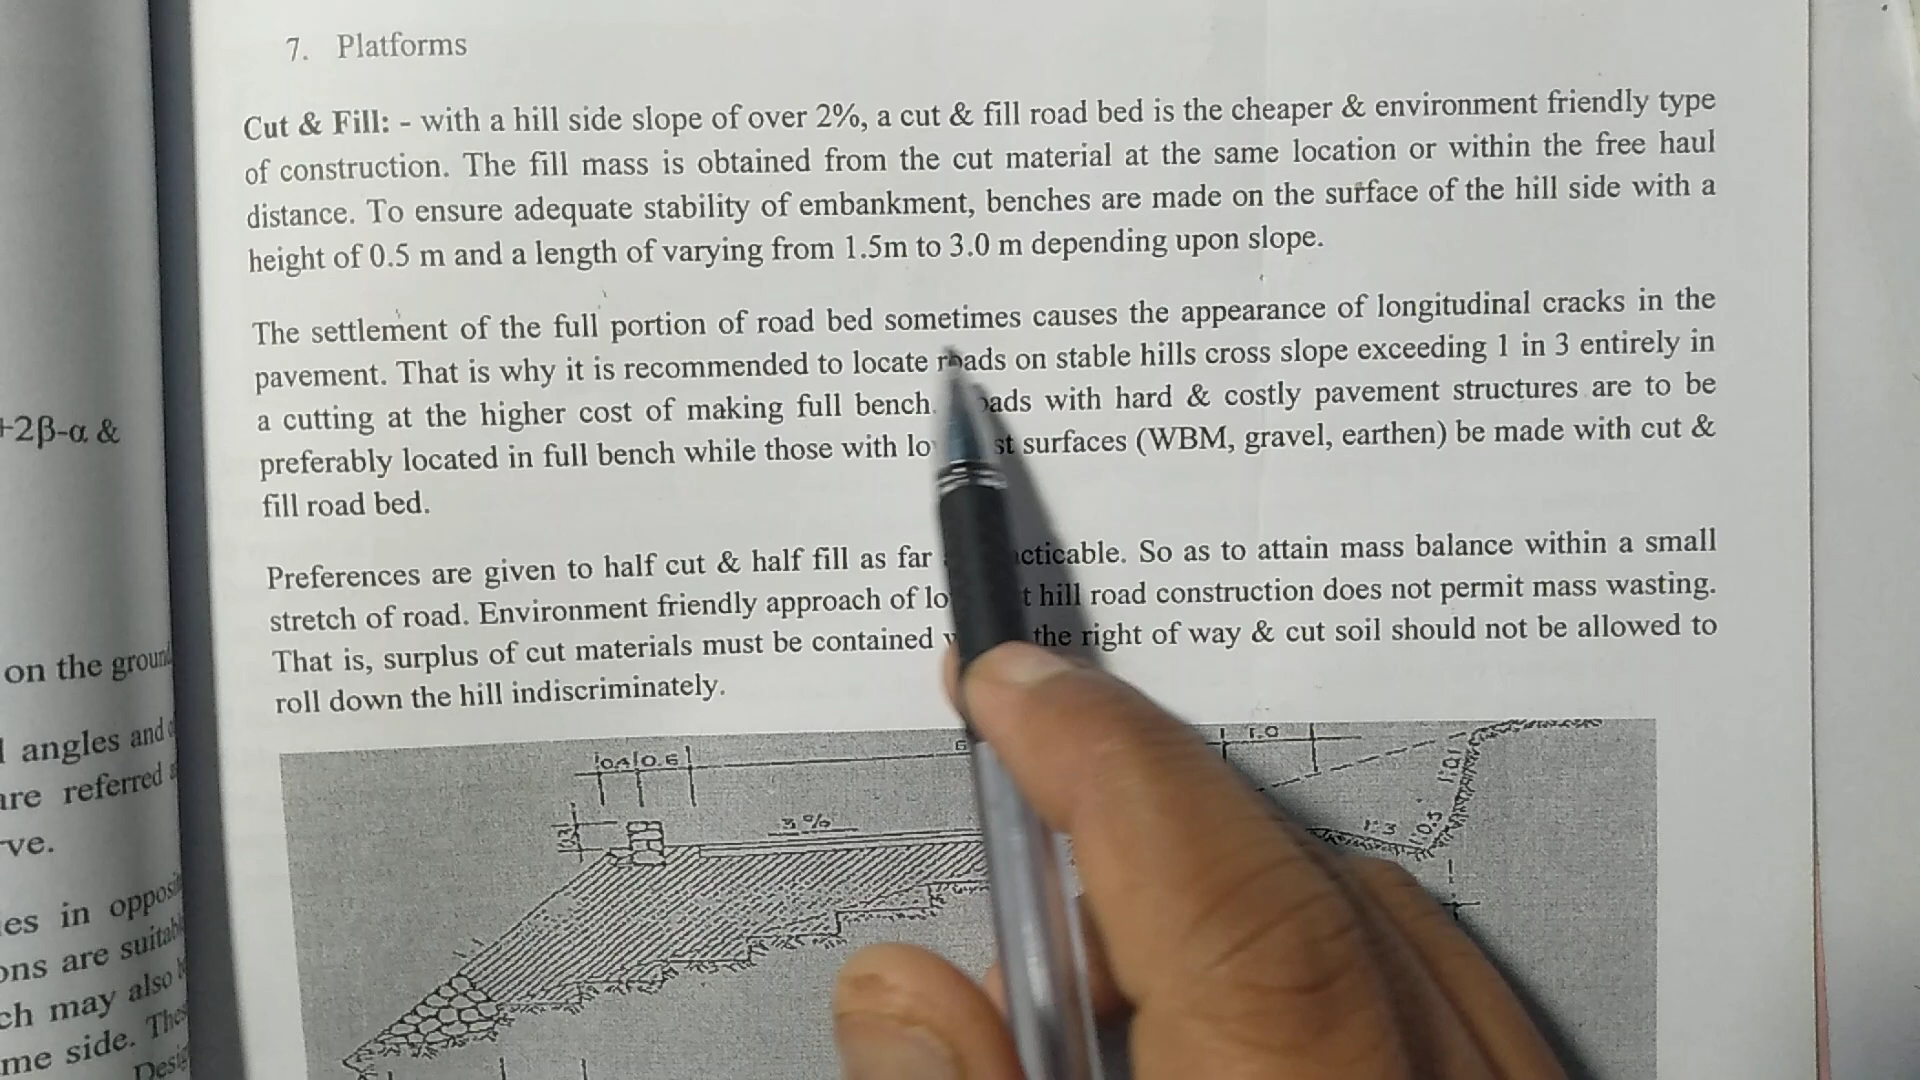 7. Platforms
Cut & Fill: - with a hill side slope of over 2%, a cut & fill road bed is the cheaper & environment friendly type
of construction. The fill mass is obtained from the cut material at the same location or within the free haul
distance. To ensure adequate stability of embankment, benches are made on the surface of the hill side with a
height of 0.5 m and a length of varying from 1.5m to 3.0 m depending upon slope.
The settlement of the full portion of road bed sometimes causes the appearance of longitudinal cracks in the
pavement. That is why it is recommended to locate roads on stable hills cross slope exceeding 1 in 3 entirely in
a cutting at the higher cost of making full bench. with hard & costly pavement structures are to be
preferably located in full bench while those with surfaces (WBM, gravel, earthen) be made with cut &
fill road bed.
Preferences are given to half cut & half fill as far So as to attain mass balance within a small
stretch of road. Environment friendly approach of hill road construction does not permit mass wasting.
That is, surplus of cut materials must be contained the right of way & cut soil should not be allowed to
roll down the hill indiscriminately.
0.4 0.6 1.0
3%
1:3 1:0.5
+2β-α &
on the
angles and
are referred
ve.
es in
ons are
ch may also
me side.